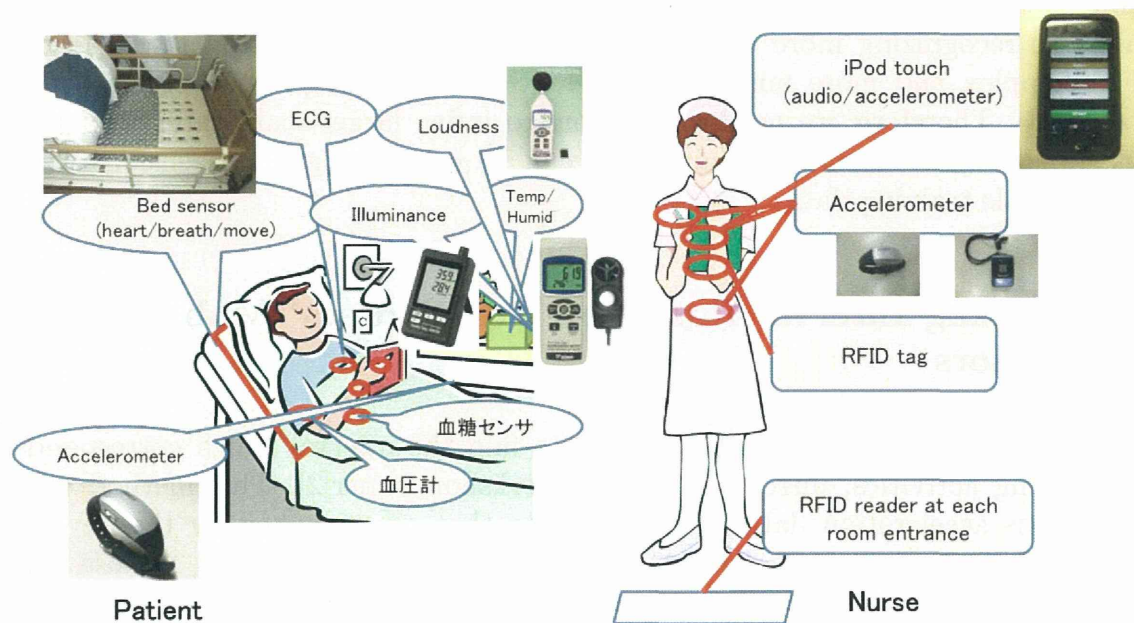 ECG
Loudness
Bed sensor
(heart/breath/move)
Illuminance
Temp/
Humid
Accelerometer
血糖センサ
血圧計
Patient
iPod touch
(audio/accelerometer)
Accelerometer
RFID tag
RFID reader at each
room entrance
Nurse